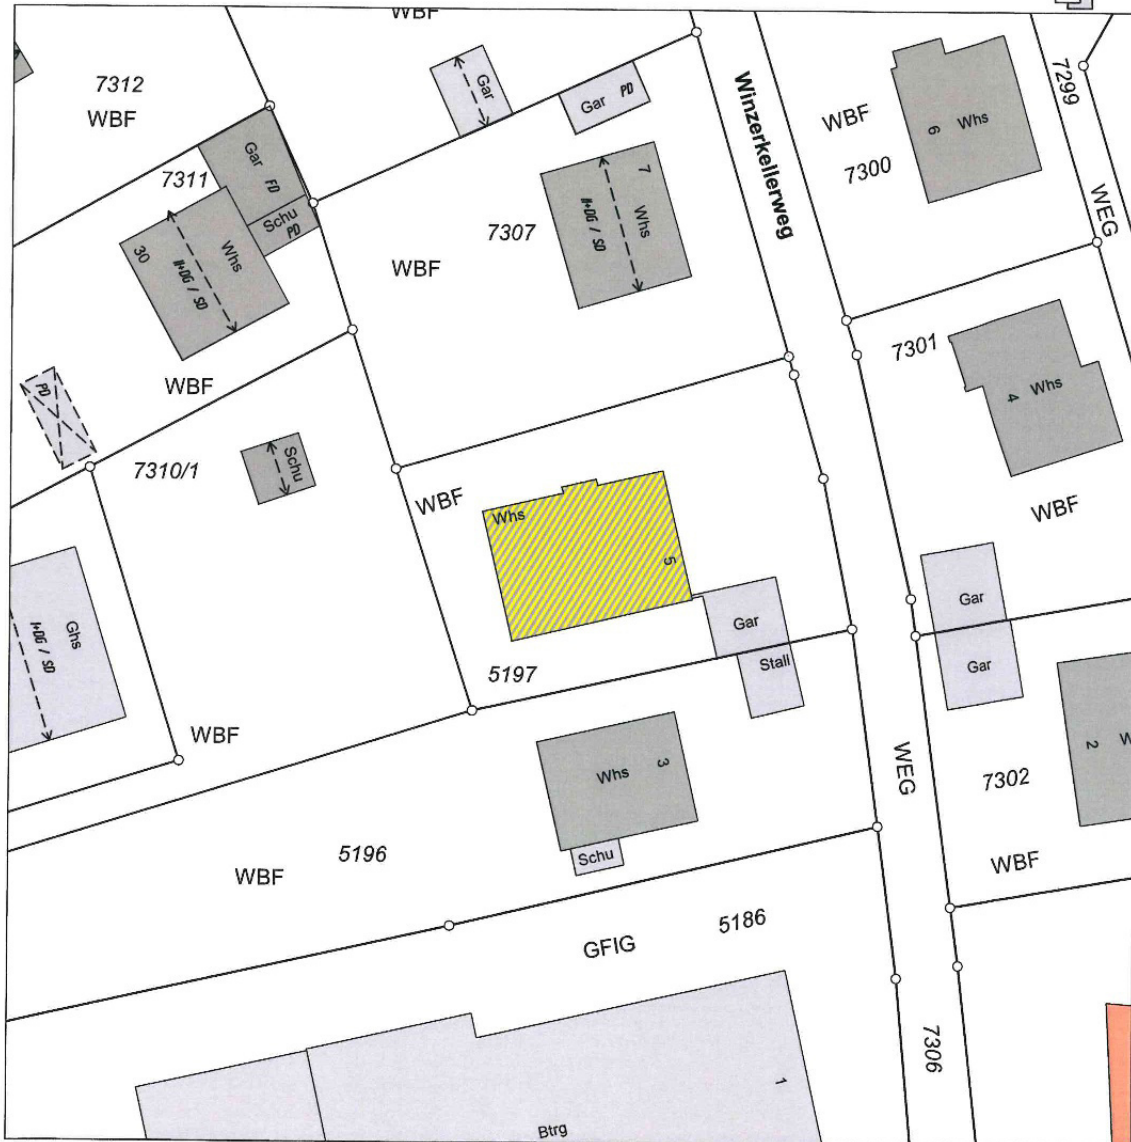 WBF
7312
WBF
Gar
Gar PD
Winzerkellerweg
WBF
7300
6 Whs
7299
WEG
Gar FD
7311
Schu PD
30
Whs
II+DG / SD
7307
WBF
7
Whs
II+DG / SD
7301
4 Whs
WBF
PD
WBF
7310/1
Schu
WBF
Whs
5
WBF
Gar
Gar
Gar
Stall
5197
Ghs
I+DG / SD
WBF
Whs
3
Schu
WEG
7302
2
WBF
5196
WBF
5186
GFIG
7306
1
Btrg